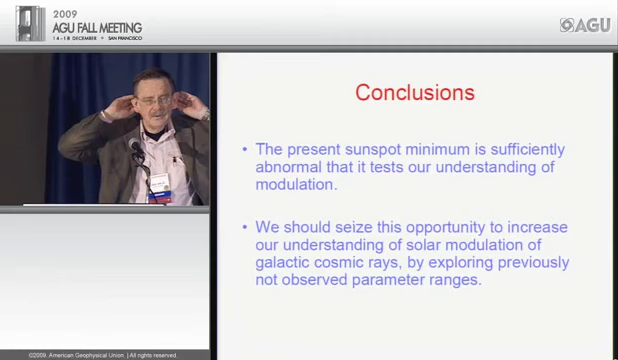 2009
AGU FALL MEETING
14 - 18 DECEMBER • SAN FRANCISCO
AGU
Conclusions
• The present sunspot minimum is sufficiently
abnormal that it tests our understanding of
modulation.
• We should seize this opportunity to increase
our understanding of solar modulation of
galactic cosmic rays, by exploring previously
not observed parameter ranges.
©2009. American Geophysical Union | All rights reserved.